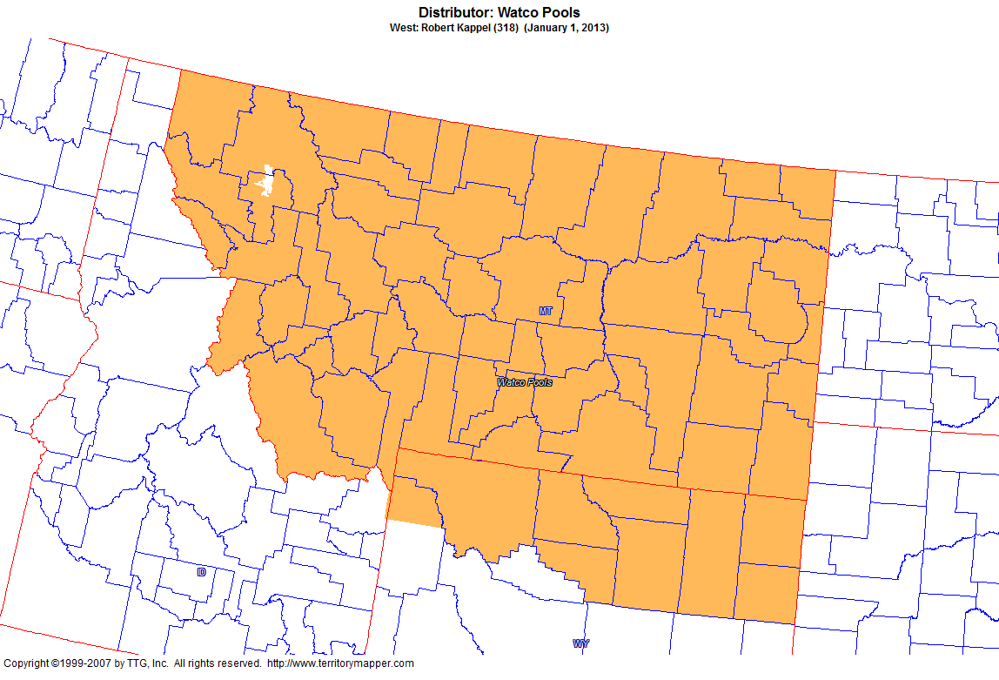 Distributor: Watco Pools
West: Robert Kappel (318) (January 1, 2013)
MT
Watco Pools
ID
WY
Copyright ©1999-2007 by TTG, Inc. All rights reserved. http://www.territorymapper.com